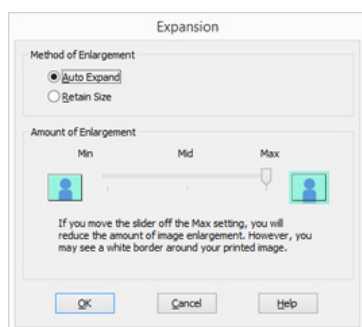 Expansion
Method of Enlargement
Auto Expand
Retain Size
Amount of Enlargement
Min Mid Max
If you move the slider off the Max setting, you will
reduce the amount of image enlargement. However, you
may see a white border around your printed image.
OK Cancel Help